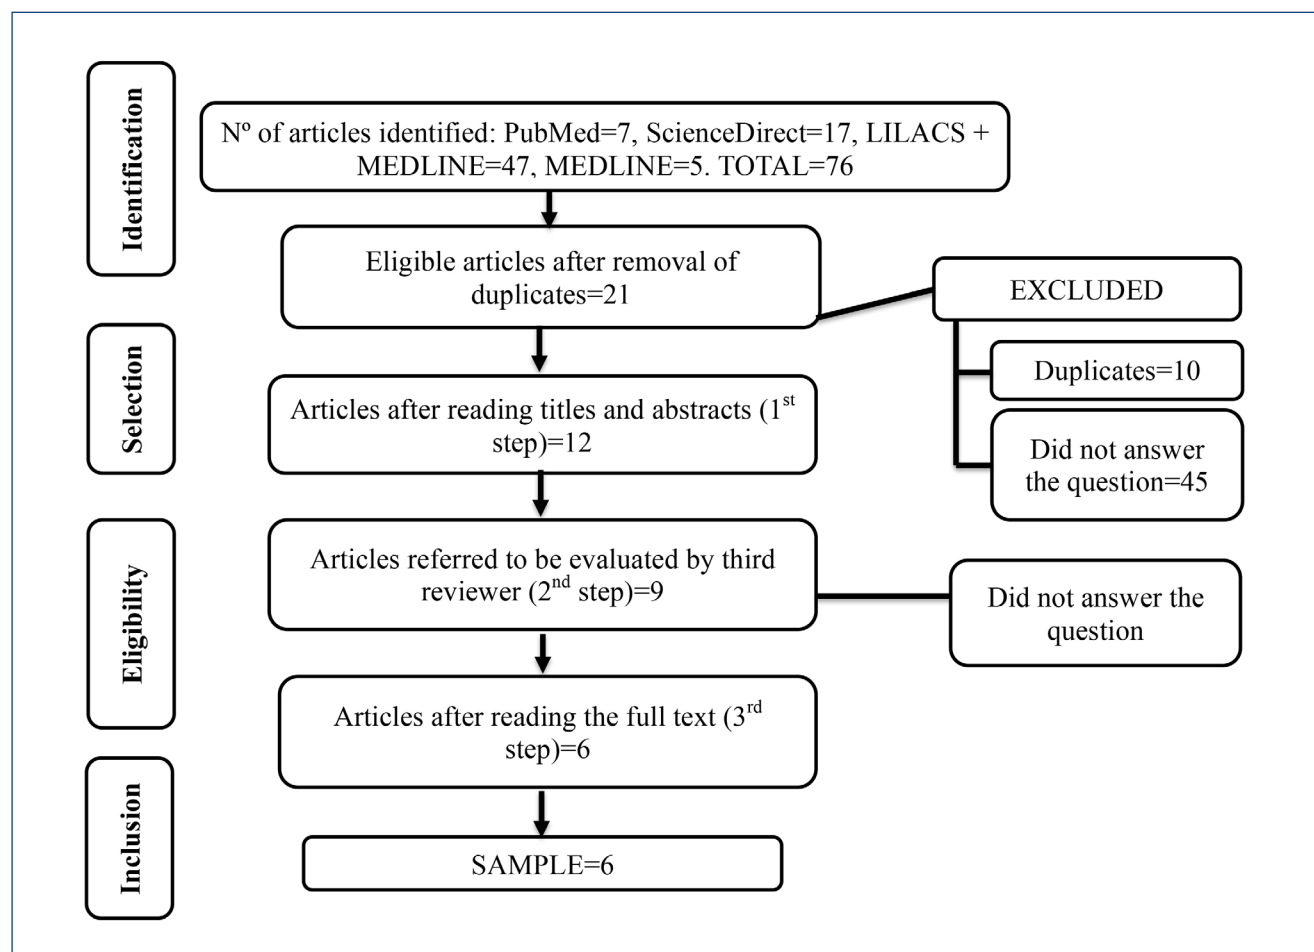 Identification
Nº of articles identified: PubMed=7, ScienceDirect=17, LILACS +
MEDLINE=47, MEDLINE=5. TOTAL=76
Eligible articles after removal of
duplicates=21
EXCLUDED
Duplicates=10
Did not answer
the question=45
Selection
Articles after reading titles and abstracts (1st
step)=12
Eligibility
Articles referred to be evaluated by third
reviewer (2nd step)=9
Did not answer the
question
Articles after reading the full text (3rd
step)=6
Inclusion
SAMPLE=6